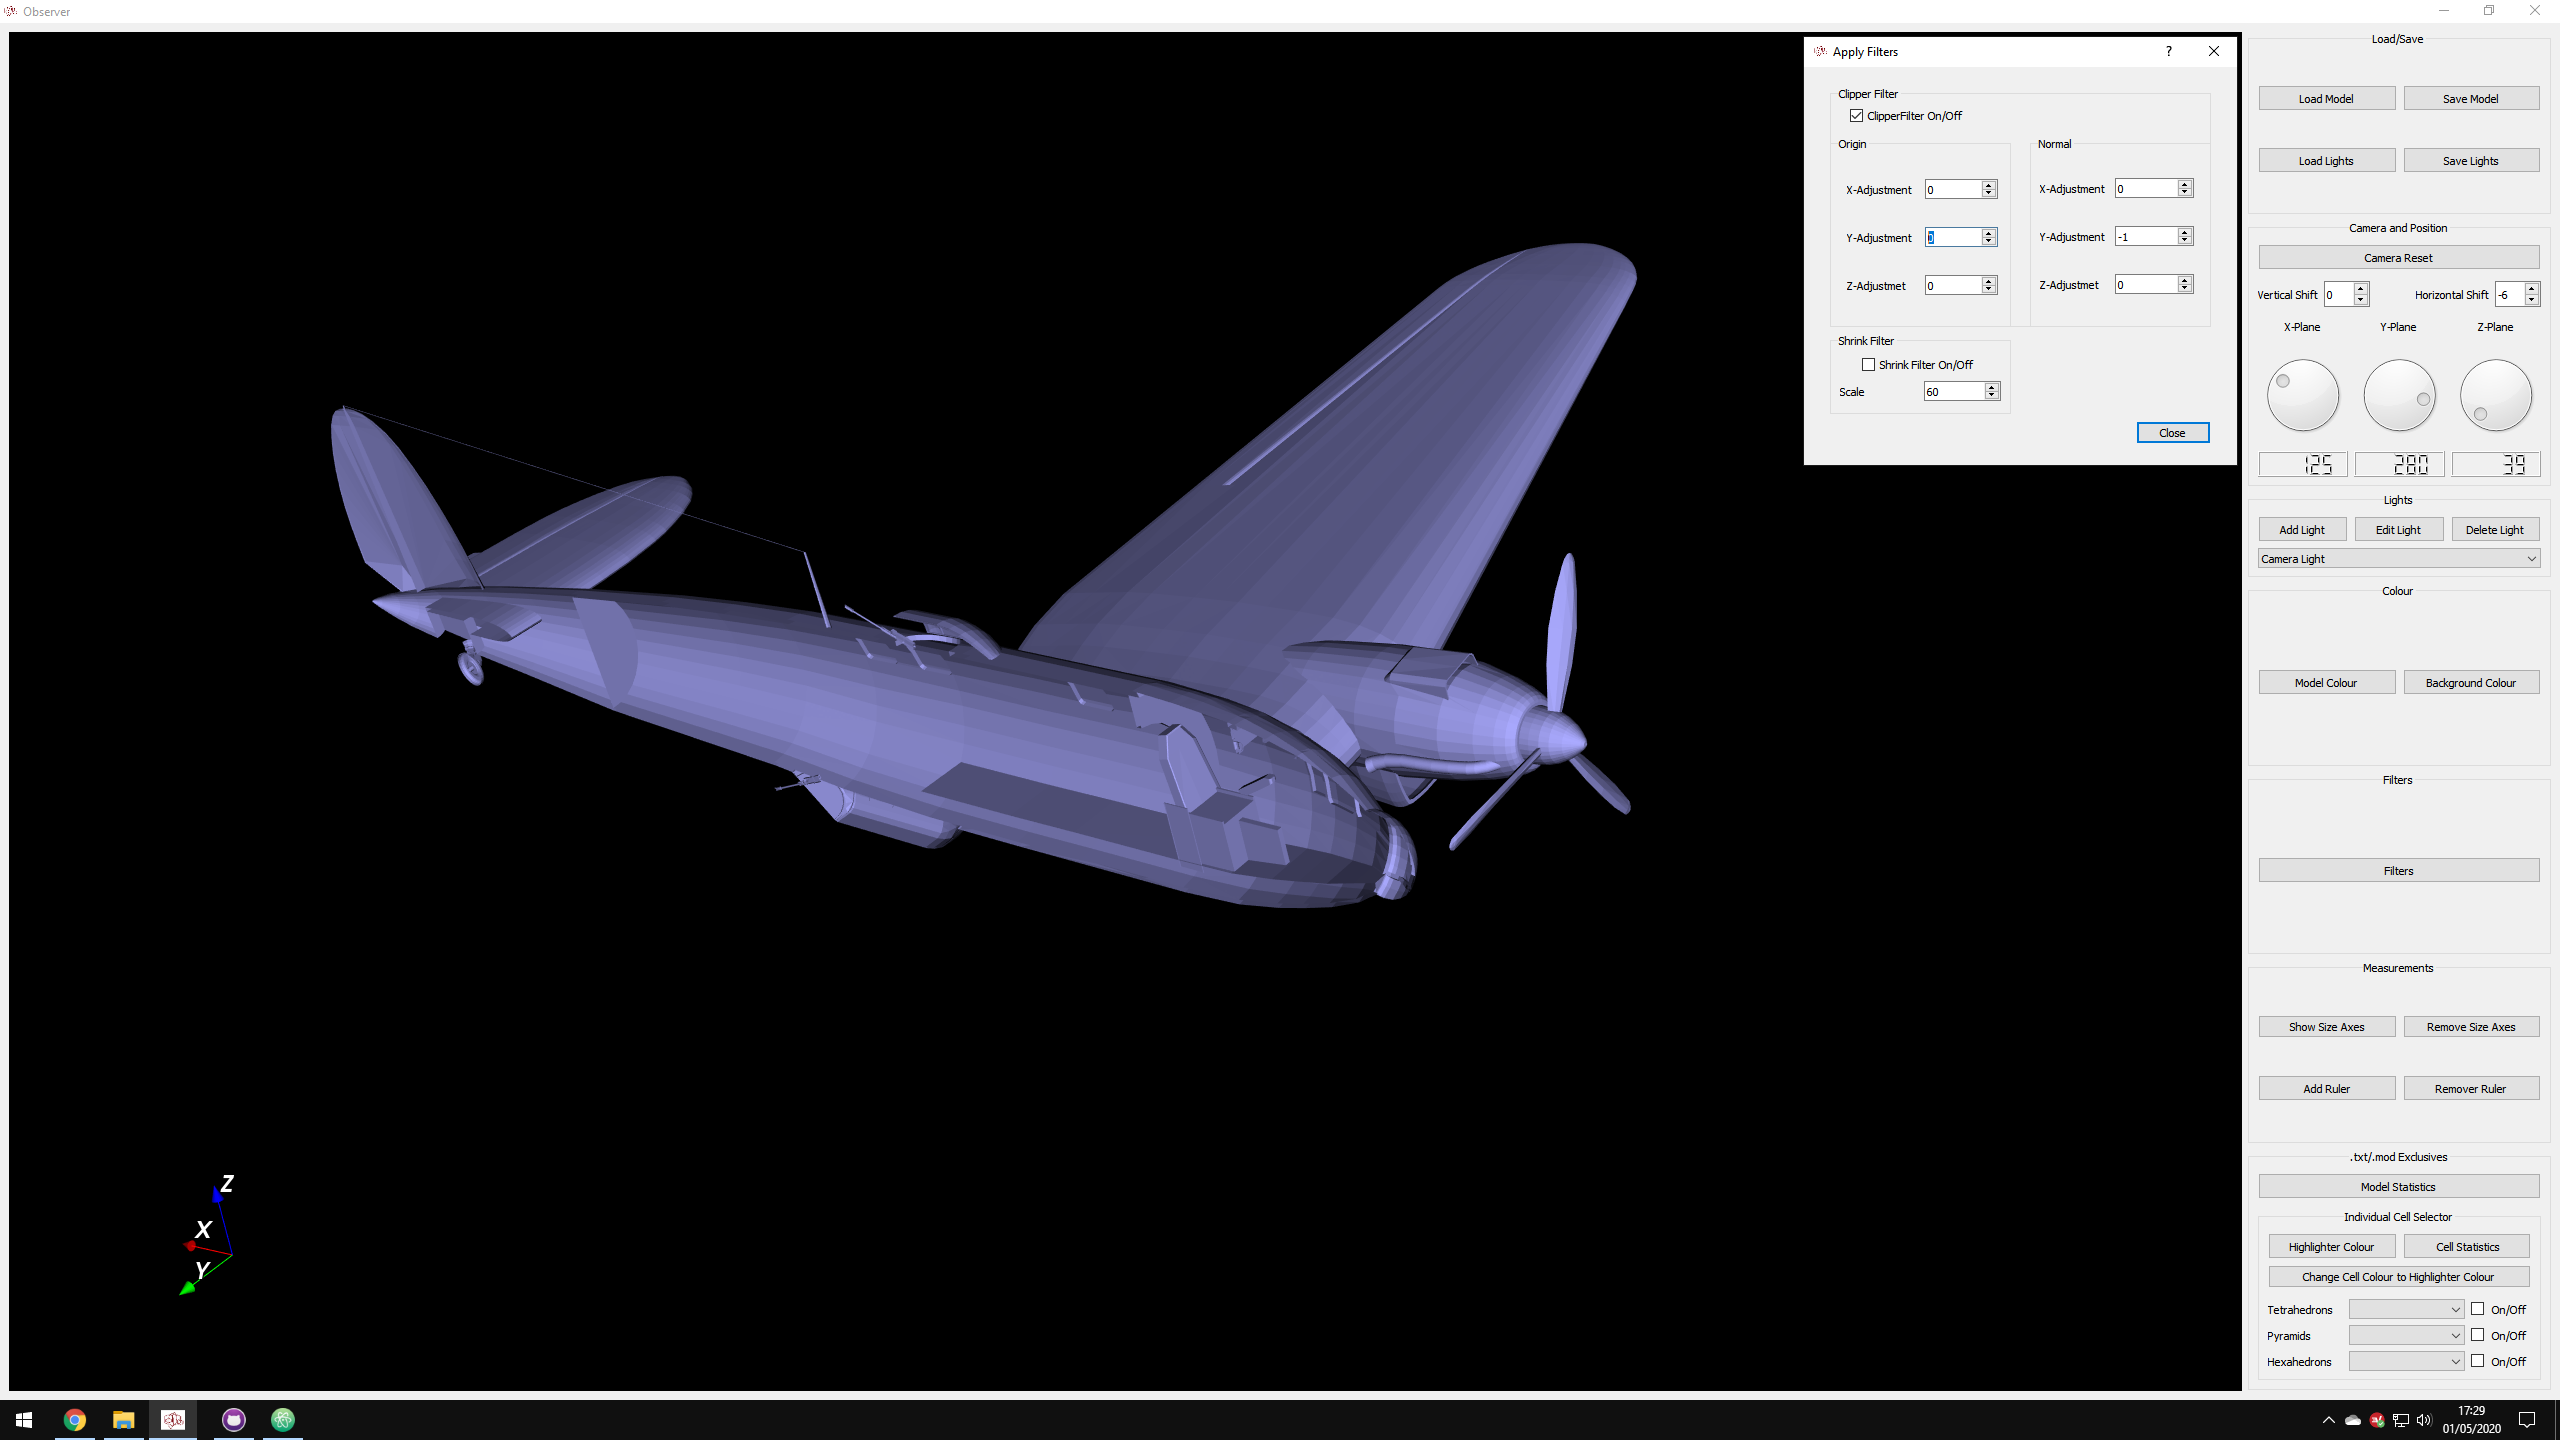 Observer
Apply Filters
?
Clipper Filter
ClipperFilter On/Off
Origin
Normal
X-Adjustment 0
X-Adjustment 0
Y-Adjustment 0
Y-Adjustment -1
Z-Adjustmet 0
Z-Adjustmet 0
Shrink Filter
Shrink Filter On/Off
Scale 60
Close
Load/Save
Load Model Save Model
Load Lights Save Lights
Camera and Position
Camera Reset
Vertical Shift 0 Horizontal Shift -6
X-Plane Y-Plane Z-Plane
125 280 39
Lights
Add Light Edit Light Delete Light
Camera Light
Colour
Model Colour Background Colour
Filters
Filters
Measurements
Show Size Axes Remove Size Axes
Add Ruler Remover Ruler
.txt/.mod Exclusives
Model Statistics
Individual Cell Selector
Highlighter Colour Cell Statistics
Change Cell Colour to Highlighter Colour
Tetrahedrons On/Off
Pyramids On/Off
Hexahedrons On/Off
Z
X
Y
17:29
01/05/2020